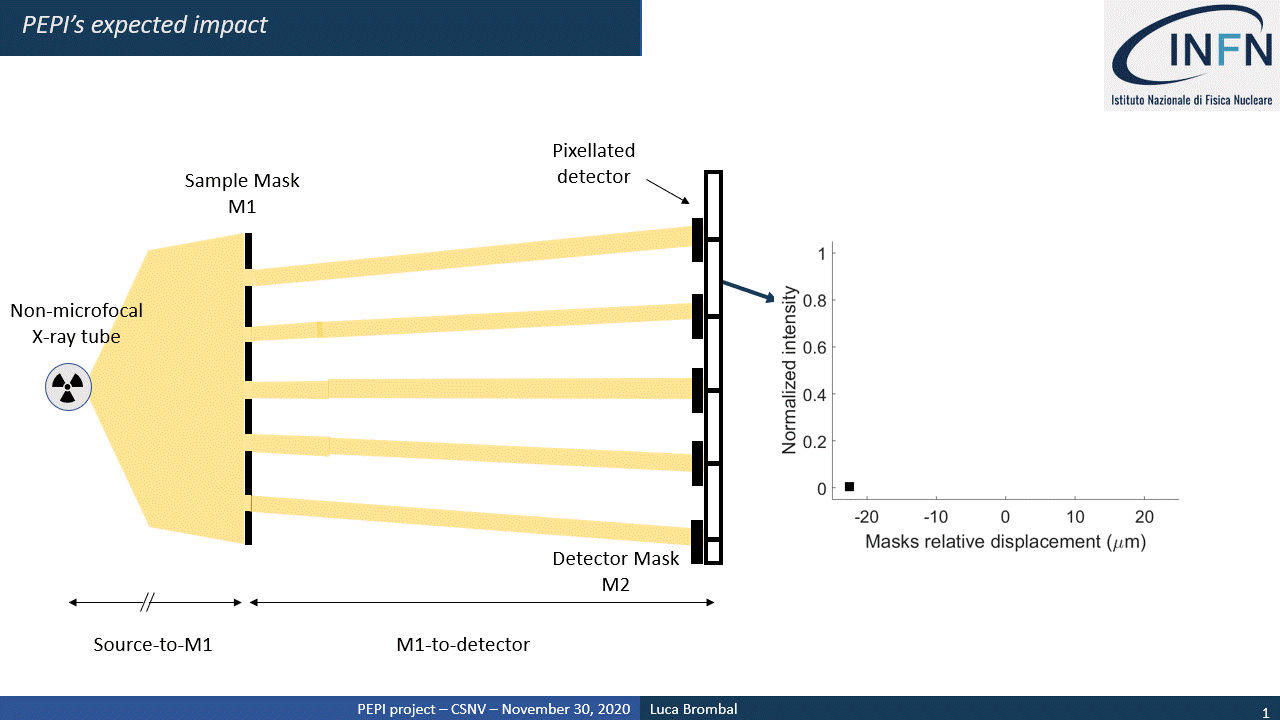 PEPI's expected impact
INFN
Istituto Nazionale di Fisica Nucleare
Pixellated
detector
Sample Mask
M1
Non-microfocal
X-ray tube
Detector Mask
M2
Source-to-M1
M1-to-detector
Normalized intensity
1
0.8
0.6
0.4
0.2
0
-20 -10 0 10 20
Masks relative displacement (μm)
PEPI project – CSNV – November 30, 2020 Luca Brombal
1